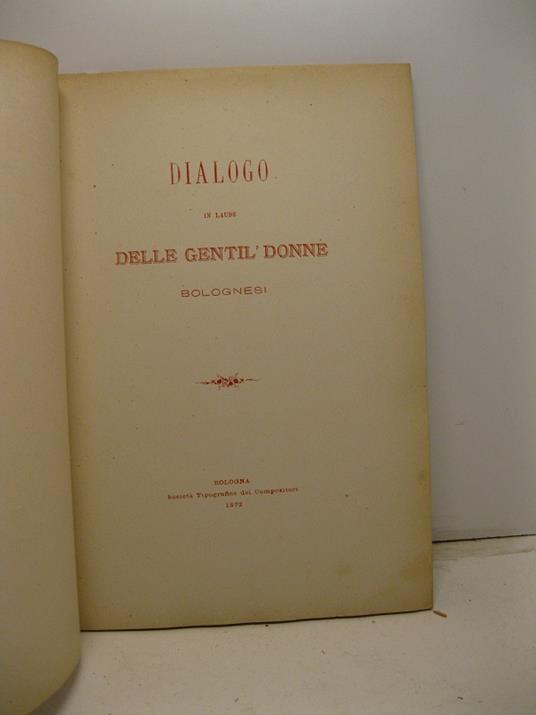 DIALOGO
IN LAUDE
DELLE GENTIL' DONNE
BOLOGNESI
BOLOGNA
Società Tipografica dei Compositori
1872